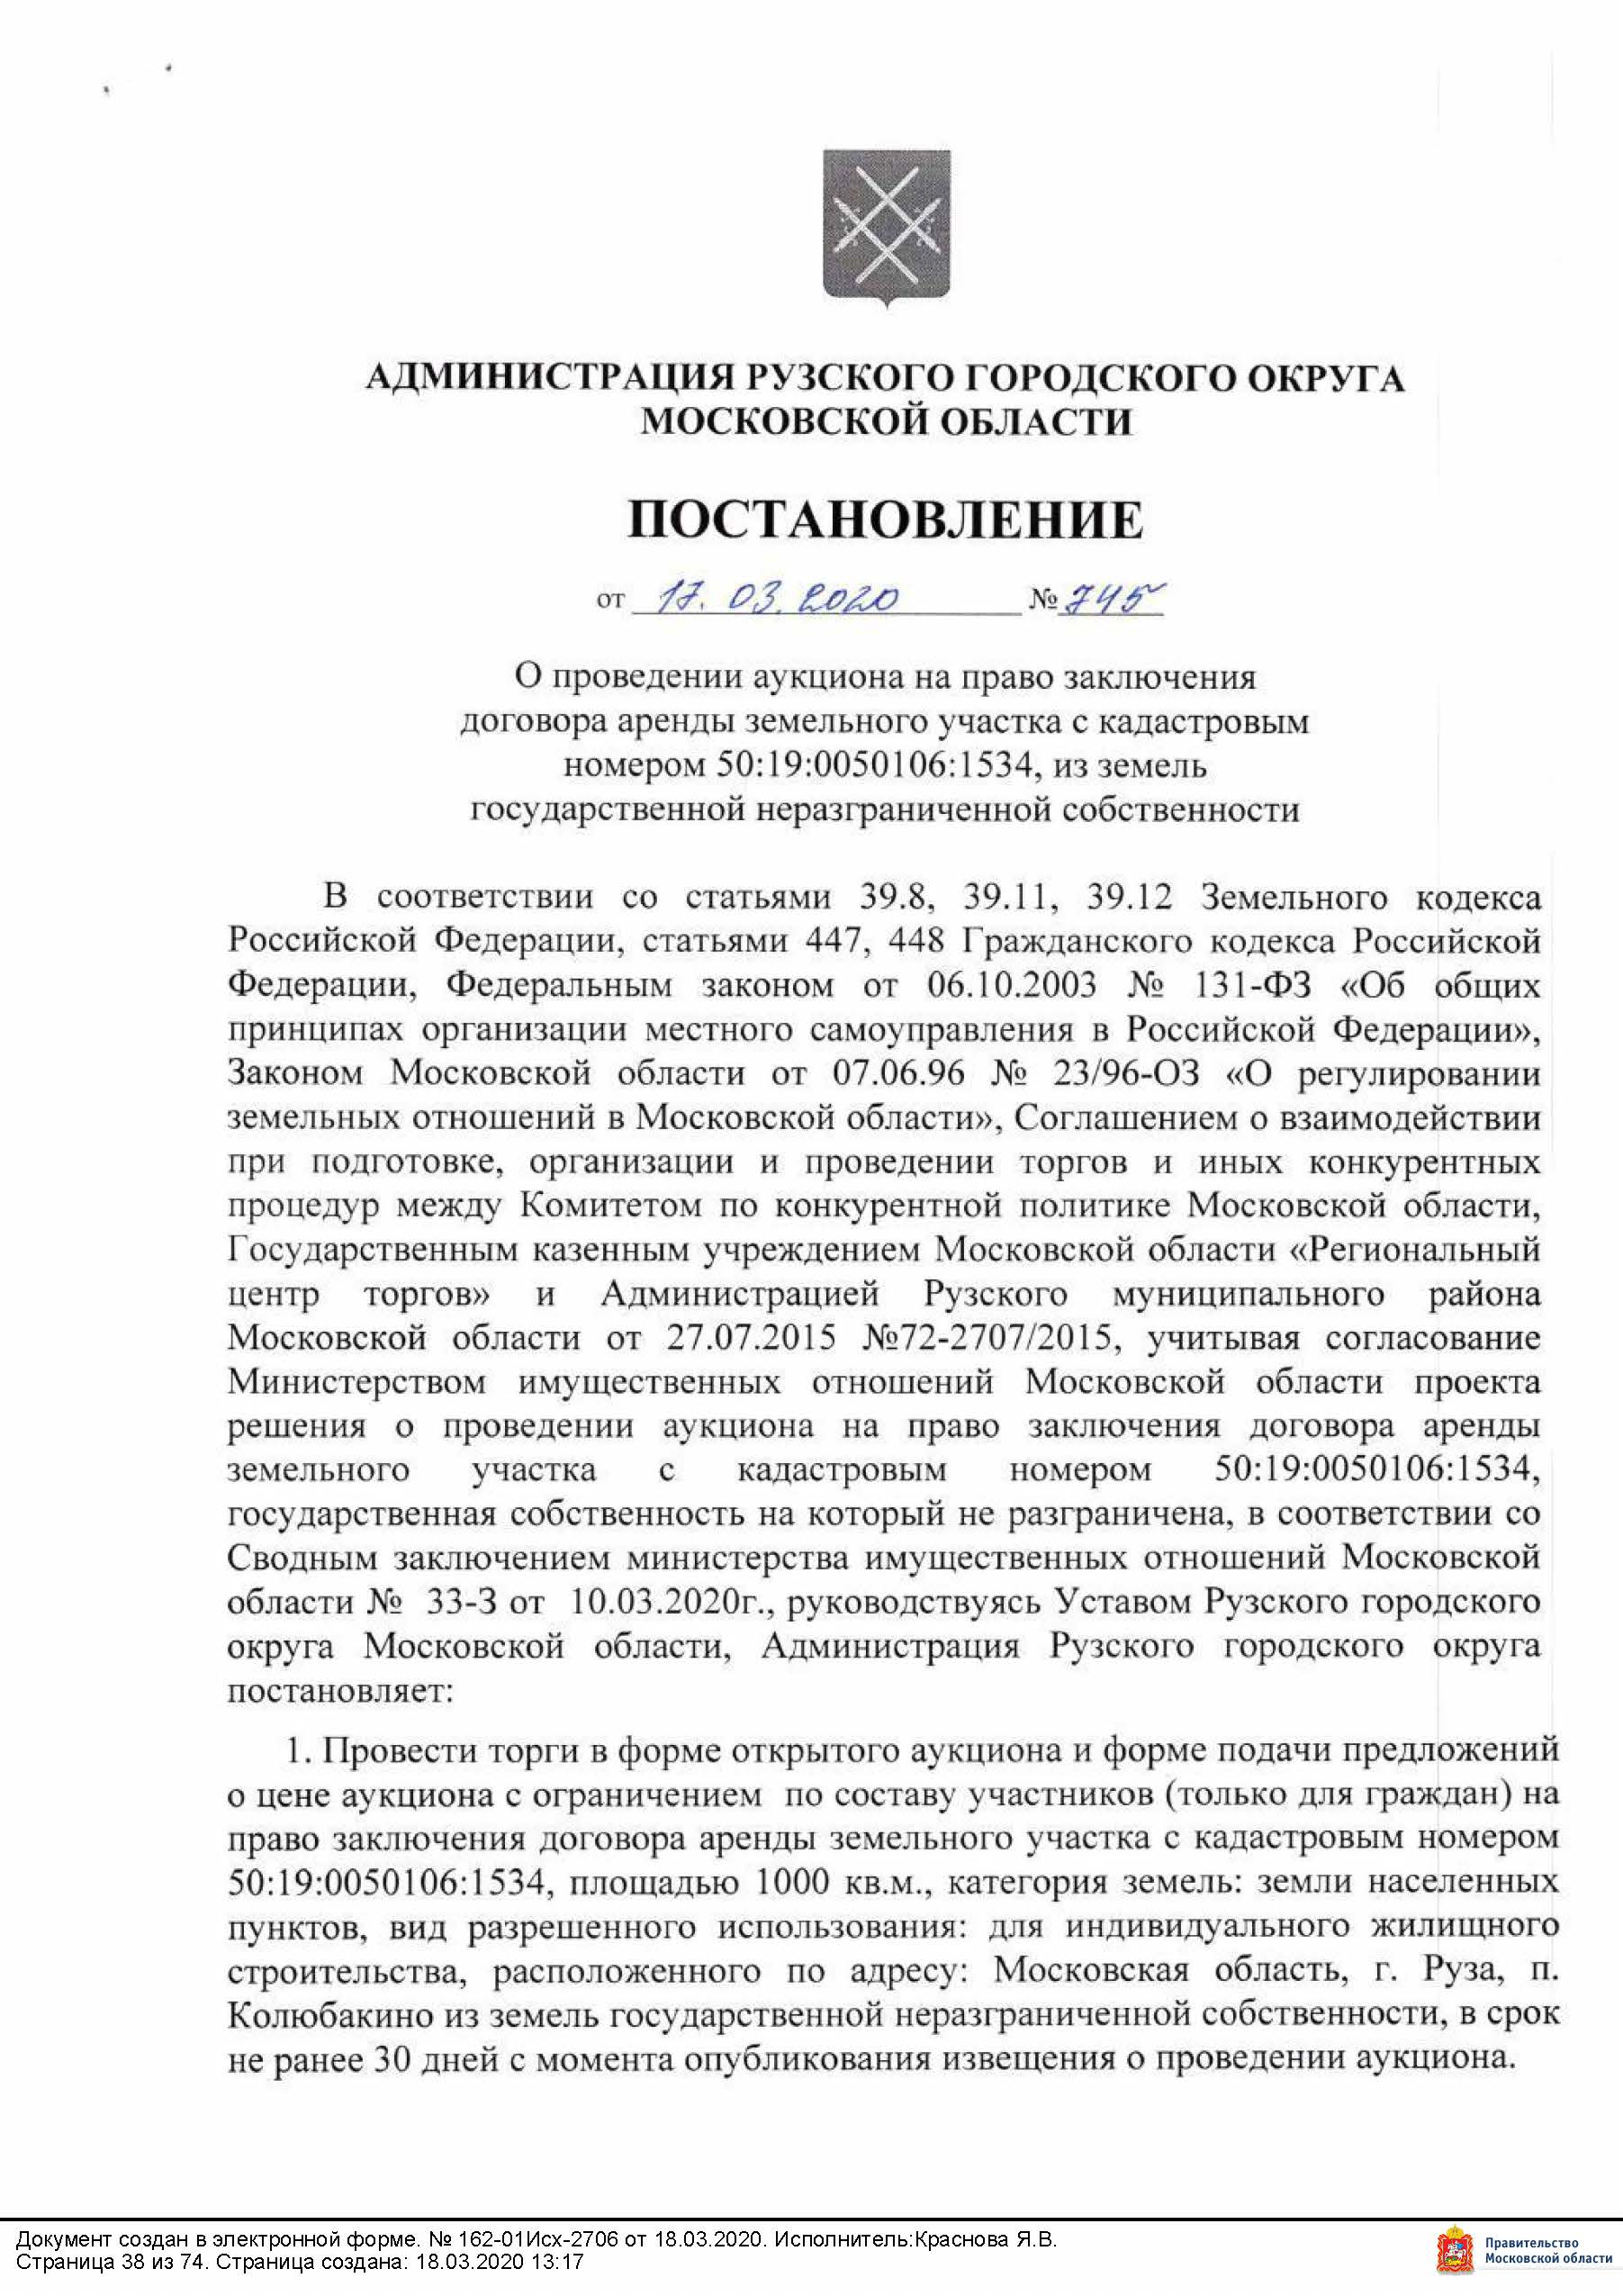 АДМИНИСТРАЦИЯ РУЗСКОГО ГОРОДСКОГО ОКРУГА
МОСКОВСКОЙ ОБЛАСТИ
ПОСТАНОВЛЕНИЕ
от 17.03.2020 № 745
О проведении аукциона на право заключения
договора аренды земельного участка с кадастровым
номером 50:19:0050106:1534, из земель
государственной неразграниченной собственности
В соответствии со статьями 39.8, 39.11, 39.12 Земельного кодекса
Российской Федерации, статьями 447, 448 Гражданского кодекса Российской
Федерации, Федеральным законом от 06.10.2003 № 131-ФЗ «Об общих
принципах организации местного самоуправления в Российской Федерации»,
Законом Московской области от 07.06.96 № 23/96-ОЗ «О регулировании
земельных отношений в Московской области», Соглашением о взаимодействии
при подготовке, организации и проведении торгов и иных конкурентных
процедур между Комитетом по конкурентной политике Московской области,
Государственным казенным учреждением Московской области «Региональный
центр торгов» и Администрацией Рузского муниципального района
Московской области от 27.07.2015 №72-2707/2015, учитывая согласование
Министерством имущественных отношений Московской области проекта
решения о проведении аукциона на право заключения договора аренды
земельного участка с кадастровым номером 50:19:0050106:1534,
государственная собственность на который не разграничена, в соответствии со
Сводным заключением министерства имущественных отношений Московской
области № 33-З от 10.03.2020г., руководствуясь Уставом Рузского городского
округа Московской области, Администрация Рузского городского округа
постановляет:
1. Провести торги в форме открытого аукциона и форме подачи предложений
о цене аукциона с ограничением по составу участников (только для граждан) на
право заключения договора аренды земельного участка с кадастровым номером
50:19:0050106:1534, площадью 1000 кв.м., категория земель: земли населенных
пунктов, вид разрешенного использования: для индивидуального жилищного
строительства, расположенного по адресу: Московская область, г. Руза, п.
Колюбакино из земель государственной неразграниченной собственности, в срок
не ранее 30 дней с момента опубликования извещения о проведении аукциона.
Документ создан в электронной форме. № 162-01Исх-2706 от 18.03.2020. Исполнитель:Краснова Я.В.
Страница 38 из 74. Страница создана: 18.03.2020 13:17
Правительство
Московской области